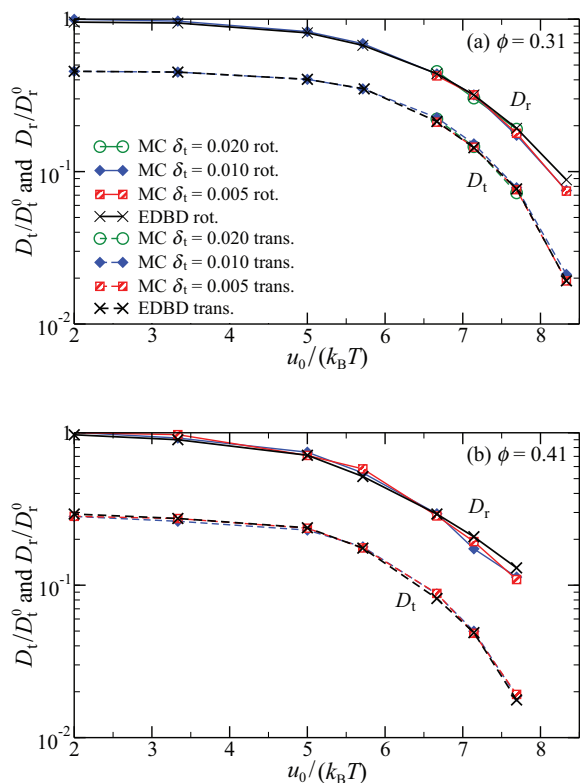 1
(a) ϕ = 0.31
D_r
D_t
MC δ_t = 0.020 rot.
MC δ_t = 0.010 rot.
MC δ_t = 0.005 rot.
EDBD rot.
MC δ_t = 0.020 trans.
MC δ_t = 0.010 trans.
MC δ_t = 0.005 trans.
EDBD trans.
10^-1
10^-2
D_t/D_t^0 and D_r/D_r^0
2 3 4 5 6 7 8
u_0/(k_BT)
1
(b) ϕ = 0.41
D_r
D_t
10^-1
10^-2
D_t/D_t^0 and D_r/D_r^0
2 3 4 5 6 7 8
u_0/(k_BT)